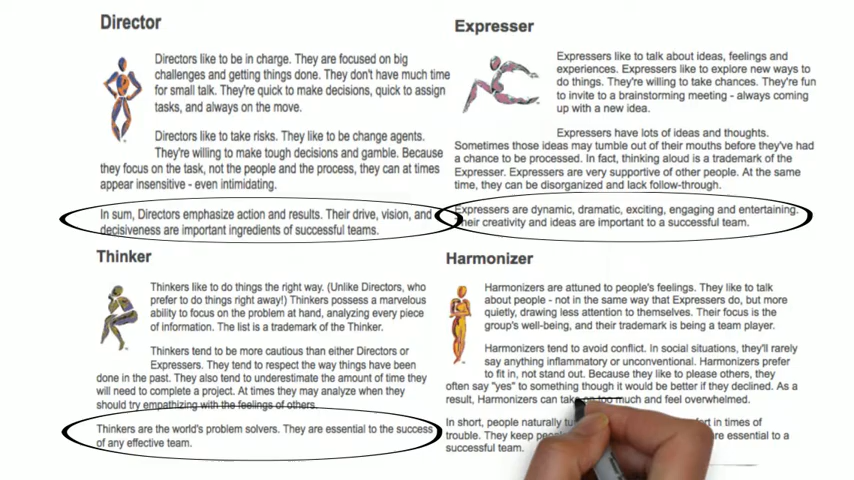 Director
Directors like to be in charge. They are focused on big
challenges and getting things done. They don't have much time
for small talk. They're quick to make decisions, quick to assign
tasks, and always on the move.
Directors like to take risks. They like to be change agents.
They're willing to make tough decisions and gamble. Because
they focus on the task, not the people and the process, they can at times
appear insensitive - even intimidating.
In sum, Directors emphasize action and results. Their drive, vision, and
decisiveness are important ingredients of successful teams.
Expresser
Expressers like to talk about ideas, feelings and
experiences. Expressers like to explore new ways to
do things. They're willing to take chances. They're fun
to invite to a brainstorming meeting - always coming
up with a new idea.
Expressers have lots of ideas and thoughts.
Sometimes those ideas may tumble out of their mouths before they've had
a chance to be processed. In fact, thinking aloud is a trademark of the
Expresser. Expressers are very supportive of other people. At the same
time, they can be disorganized and lack follow-through.
Expressers are dynamic, dramatic, exciting, engaging and entertaining.
Their creativity and ideas are important to a successful team.
Thinker
Thinkers like to do things the right way. (Unlike Directors, who
prefer to do things right away!) Thinkers possess a marvelous
ability to focus on the problem at hand, analyzing every piece
of information. The list is a trademark of the Thinker.
Thinkers tend to be more cautious than either Directors or
Expressers. They tend to respect the way things have been
done in the past. They also tend to underestimate the amount of time they
will need to complete a project. At times they may analyze when they
should try empathizing with the feelings of others.
Thinkers are the world's problem solvers. They are essential to the success
of any effective team.
Harmonizer
Harmonizers are attuned to people's feelings. They like to talk
about people - not in the same way that Expressers do, but more
quietly, drawing less attention to themselves. Their focus is the
group's well-being, and their trademark is being a team player.
Harmonizers tend to avoid conflict. In social situations, they'll rarely
say anything inflammatory or unconventional. Harmonizers prefer
to fit in, not stand out. Because they like to please others, they
often say "yes" to something though it would be better if they declined. As a
result, Harmonizers can take on too much and feel overwhelmed.
In short, people naturally in times of
trouble. They keep are essential to a
successful team.